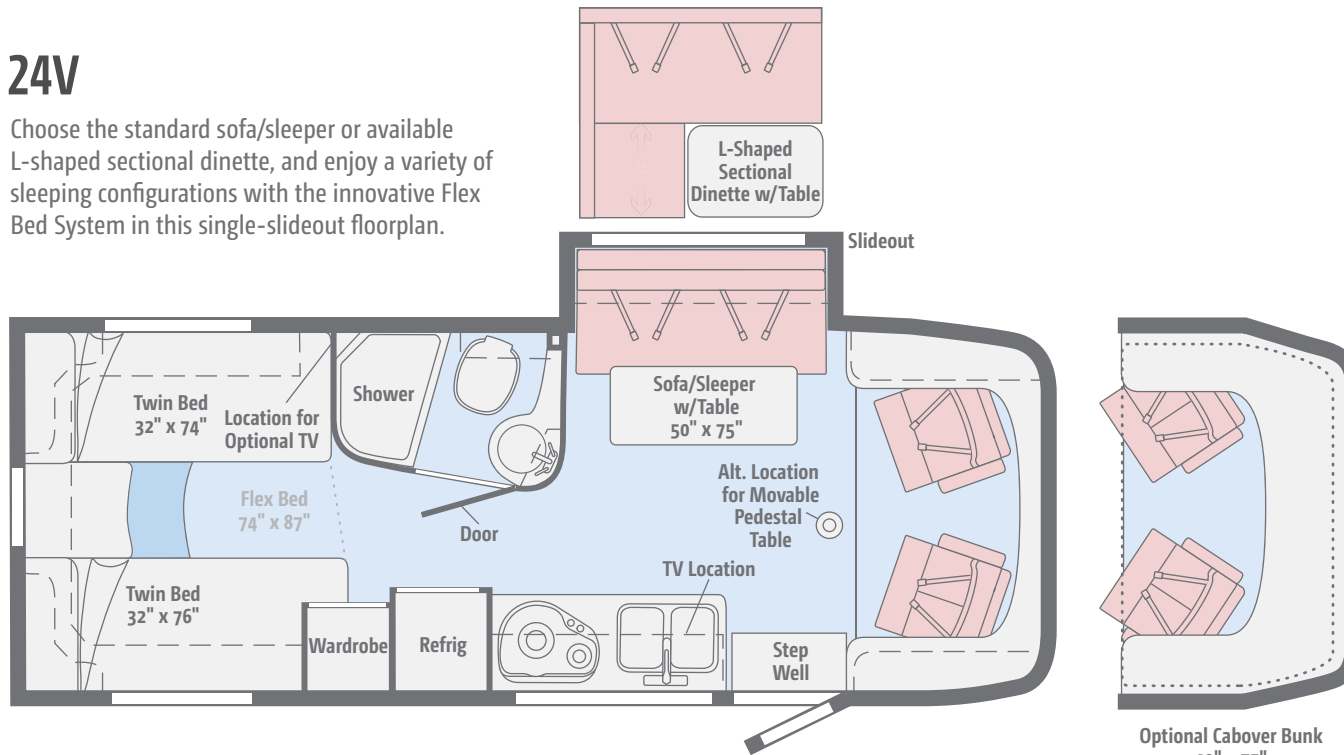 24V
Choose the standard sofa/sleeper or available
L-shaped sectional dinette, and enjoy a variety of
sleeping configurations with the innovative Flex
Bed System in this single-slideout floorplan.
L-Shaped
Sectional
Dinette w/Table
Slideout
Twin Bed
32" x 74"
Location for
Optional TV
Shower
Sofa/Sleeper
w/Table
50" x 75"
Flex Bed
74" x 87"
Door
Alt. Location
for Movable
Pedestal
Table
TV Location
Twin Bed
32" x 76"
Wardrobe
Refrig
Step
Well
Optional Cabover Bunk